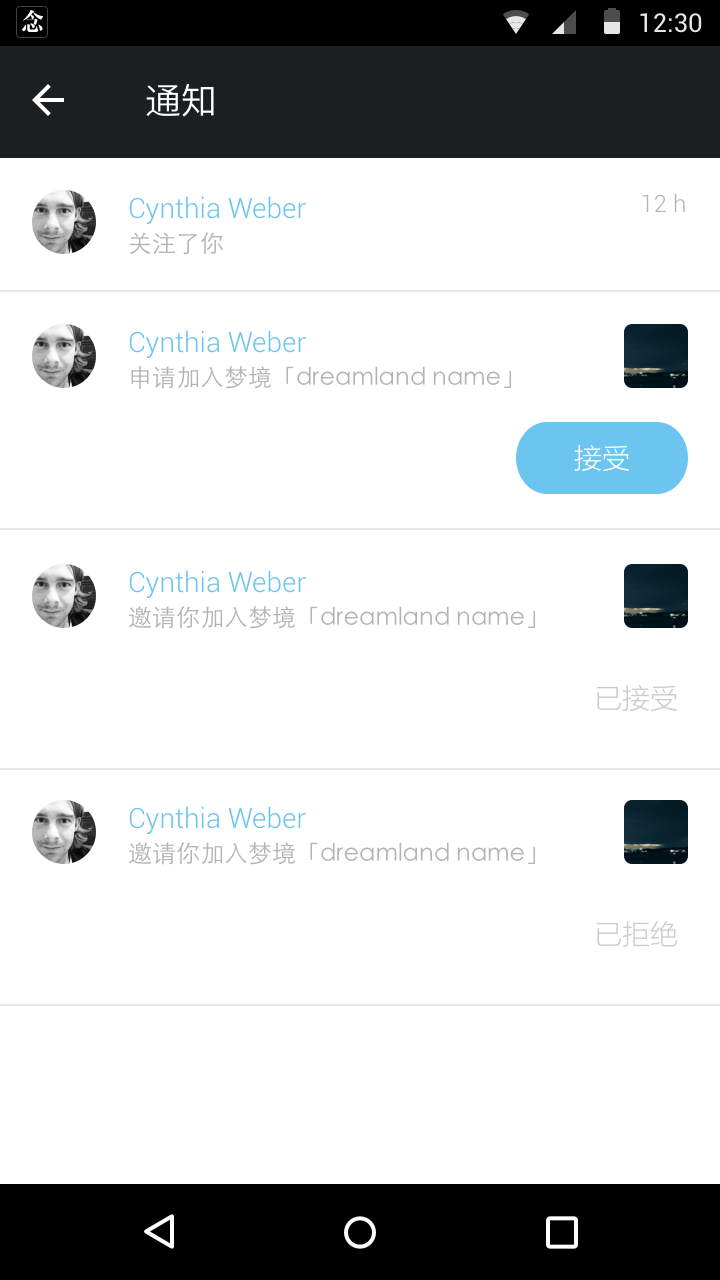 念
12:30
通知
Cynthia Weber
12 h
关注了你
Cynthia Weber
申请加入梦境「dreamland name」
接受
Cynthia Weber
邀请你加入梦境「dreamland name」
已接受
Cynthia Weber
邀请你加入梦境「dreamland name」
已拒绝